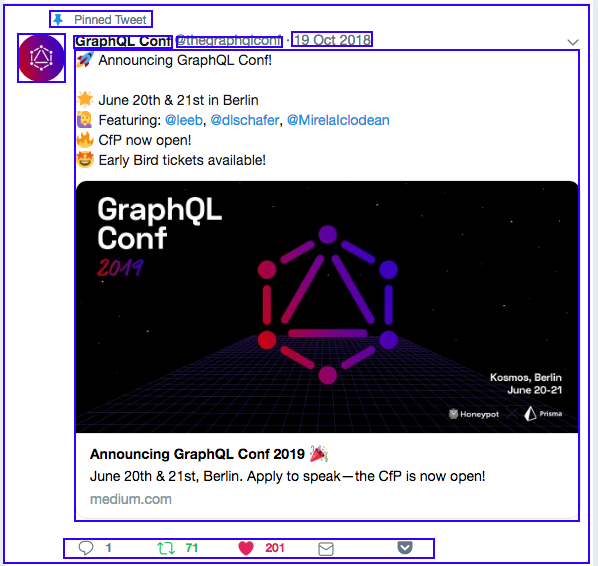 Pinned Tweet
GraphQL Conf @thegraphqlconf · 19 Oct 2018
🚀 Announcing GraphQL Conf!
🌟 June 20th & 21st in Berlin
🙋 Featuring: @leeb, @dlschafer, @MirelaIclodean
🔥 CfP now open!
🤩 Early Bird tickets available!
GraphQL
Conf
2019
Kosmos, Berlin
June 20-21
Honeypot × Prisma
Announcing GraphQL Conf 2019 🎉
June 20th & 21st, Berlin. Apply to speak—the CfP is now open!
medium.com
1 71 201